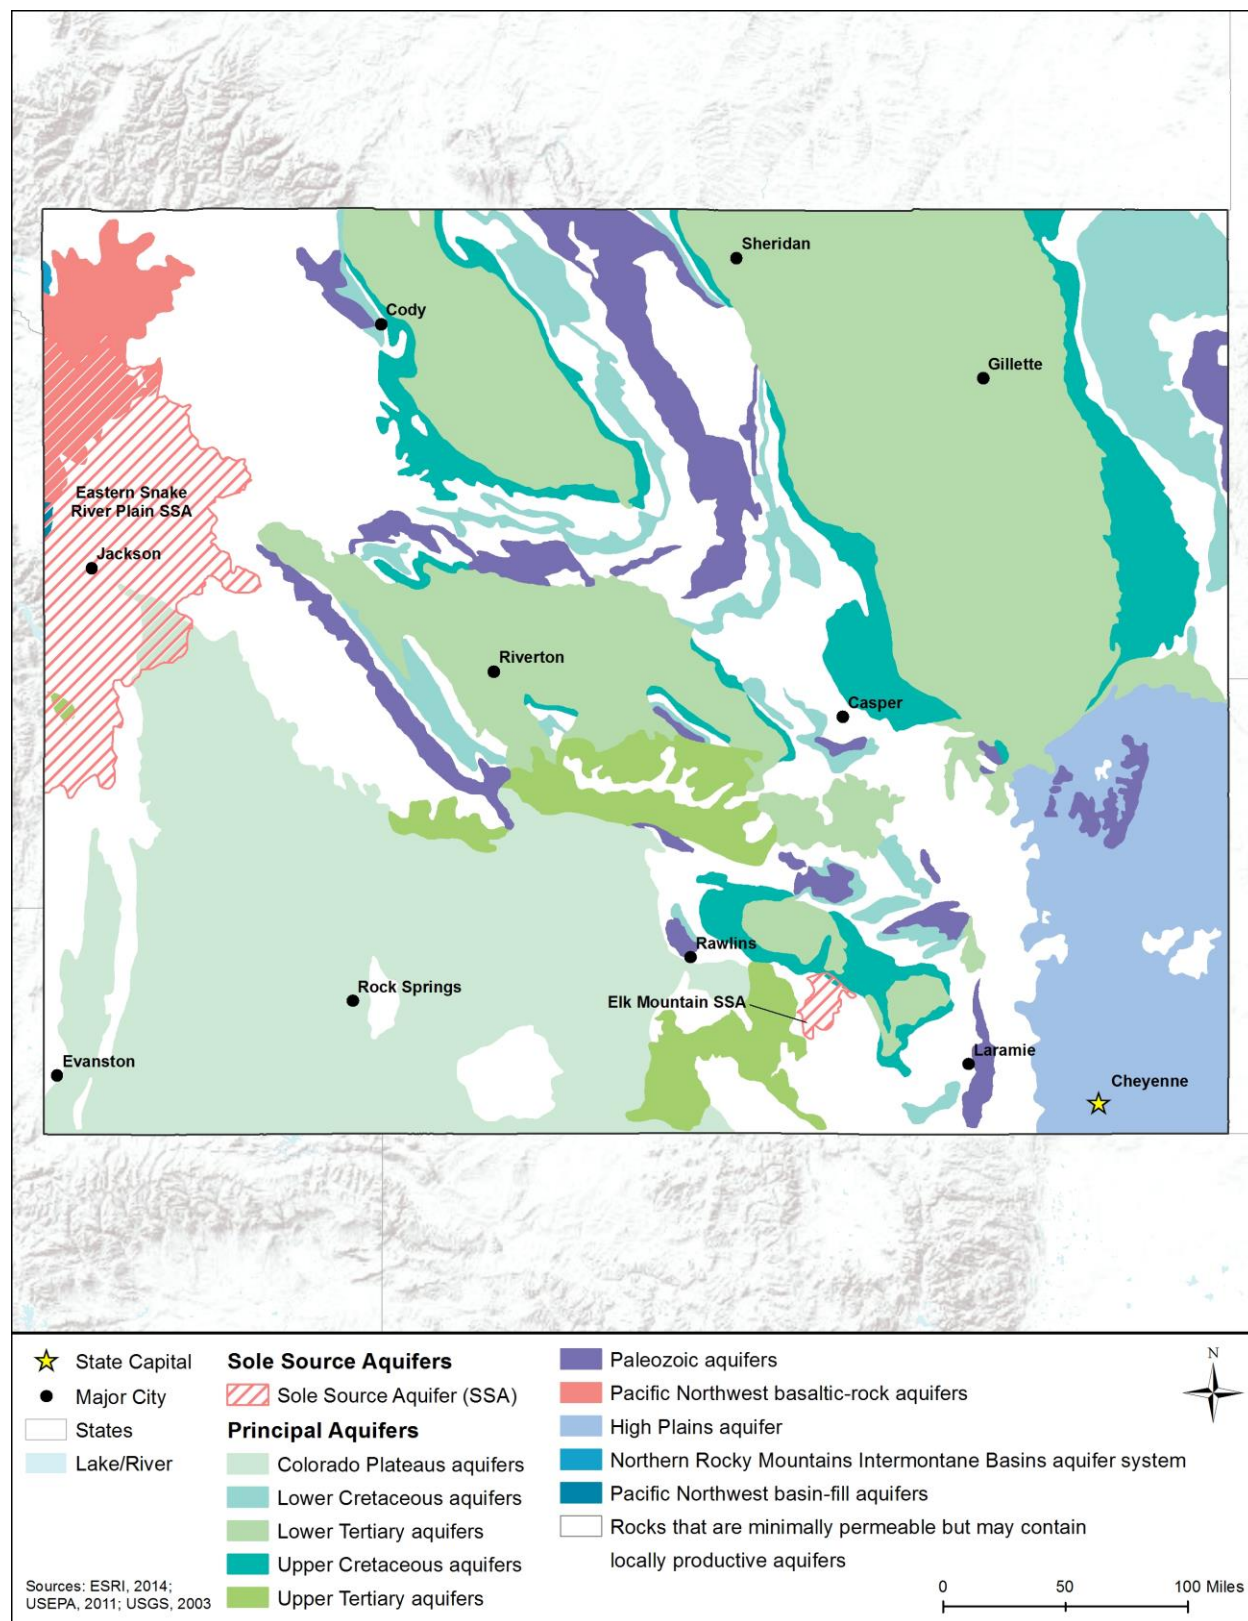 Sheridan
Cody
Gillette
Eastern Snake
River Plain SSA
Jackson
Riverton
Casper
Rawlins
Rock Springs
Elk Mountain SSA
Laramie
Evanston
Cheyenne
State Capital
Major City
States
Lake/River
Sole Source Aquifers
Sole Source Aquifer (SSA)
Principal Aquifers
Colorado Plateaus aquifers
Lower Cretaceous aquifers
Lower Tertiary aquifers
Upper Cretaceous aquifers
Upper Tertiary aquifers
Paleozoic aquifers
Pacific Northwest basaltic-rock aquifers
High Plains aquifer
Northern Rocky Mountains Intermontane Basins aquifer system
Pacific Northwest basin-fill aquifers
Rocks that are minimally permeable but may contain
locally productive aquifers
N
Sources: ESRI, 2014;
USEPA, 2011; USGS, 2003
0 50 100 Miles